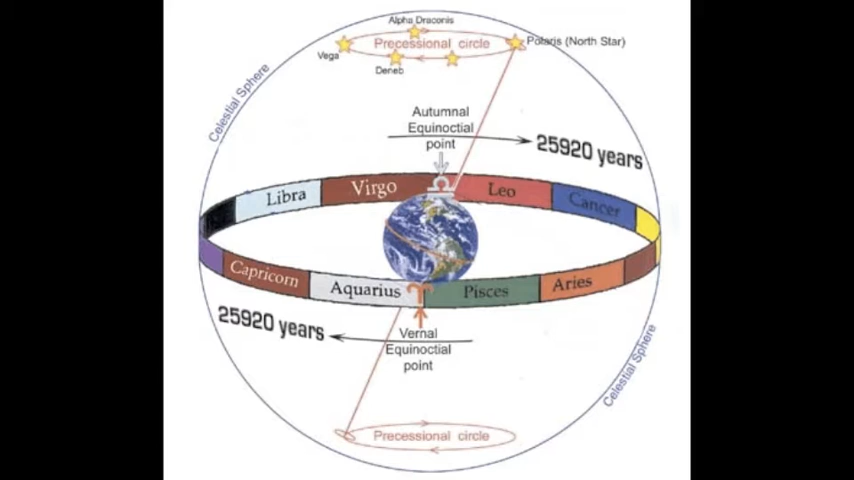 Alpha Draconis
Precessional circle
Polaris (North Star)
Vega
Deneb
Celestial Sphere
Autumnal
Equinoctial
point
25920 years
Libra
Virgo
Leo
Cancer
Capricorn
Aquarius
Pisces
Aries
25920 years
Vernal
Equinoctial
point
Celestial Sphere
Precessional circle